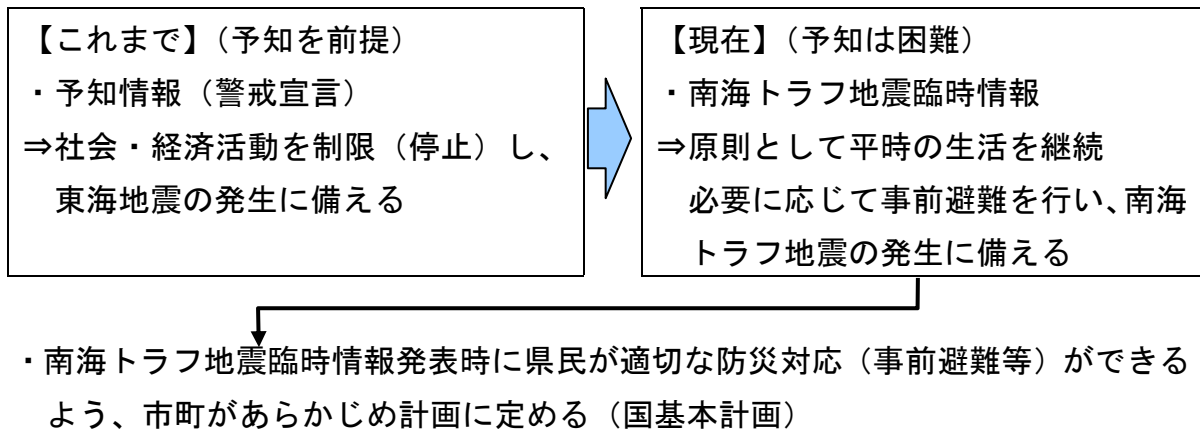 【これまで】（予知を前提）
・予知情報（警戒宣言）
⇒社会・経済活動を制限（停止）し、
東海地震の発生に備える
【現在】（予知は困難）
・南海トラフ地震臨時情報
⇒原則として平時の生活を継続
必要に応じて事前避難を行い、南海
トラフ地震の発生に備える
・南海トラフ地震臨時情報発表時に県民が適切な防災対応（事前避難等）ができる
よう、市町があらかじめ計画に定める（国基本計画）